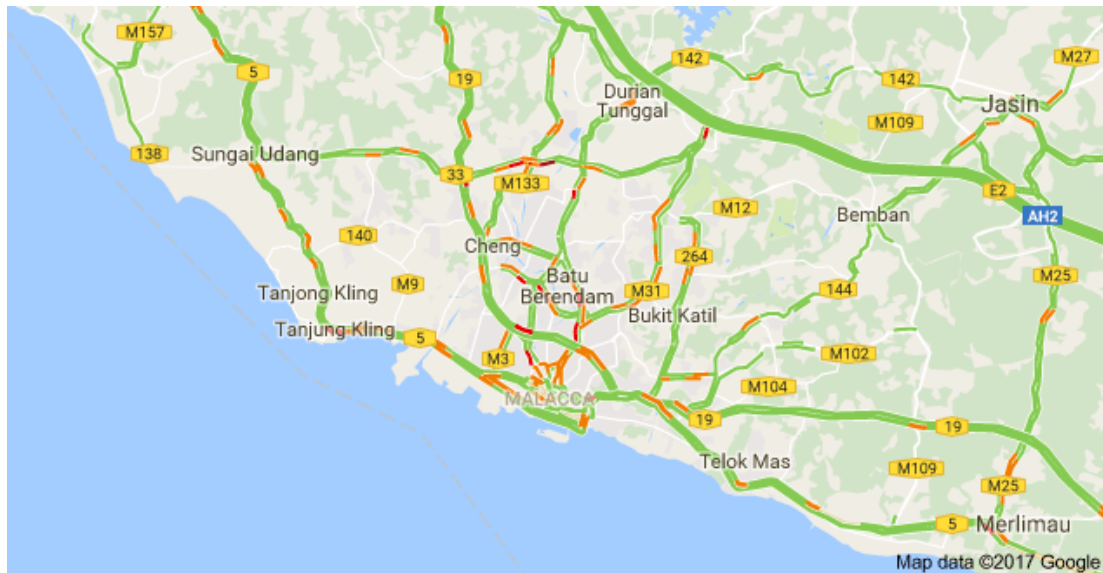 M157
5
19
142
142
M27
Durian
Tunggal
Jasin
M109
138
Sungai Udang
33
M133
E2
AH2
M12
Bemban
140
Cheng
264
M25
Batu
Berendam
M9
Tanjong Kling
M31
144
Bukit Katil
Tanjung Kling
5
M3
M102
M104
MALACCA
19
19
Telok Mas
M109
M25
5
Merlimau
Map data ©2017 Google